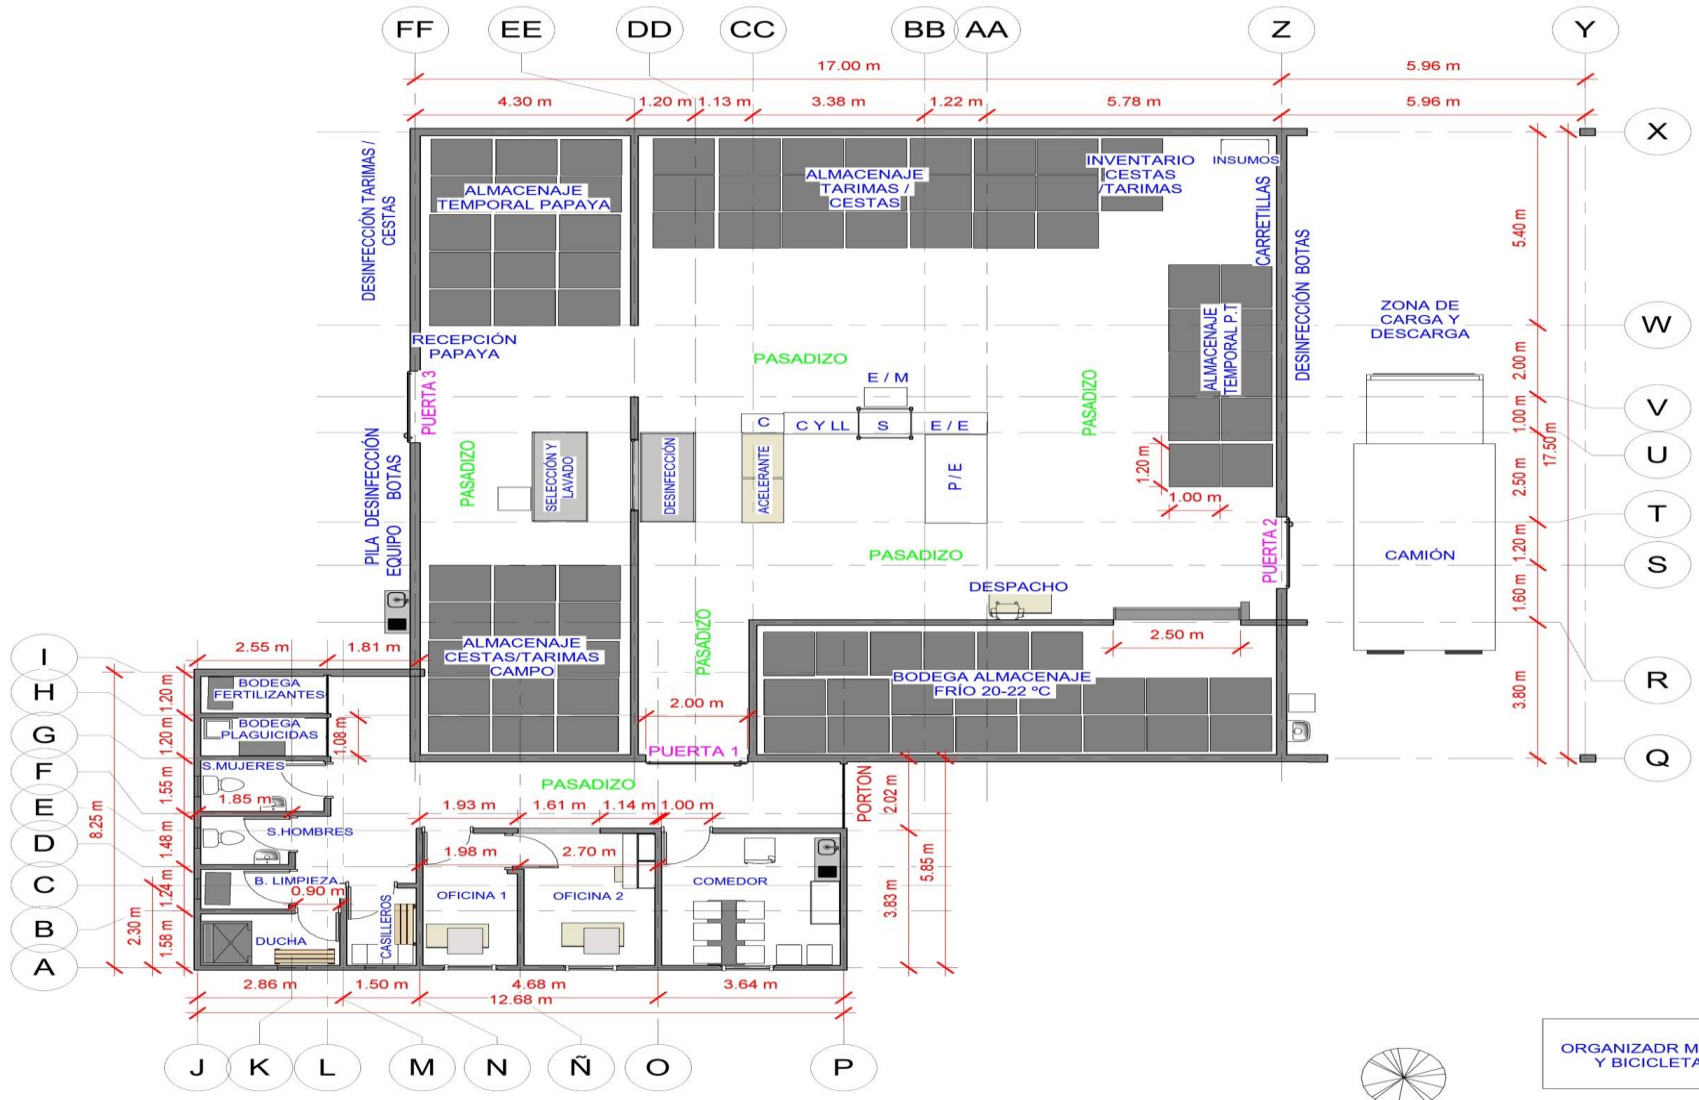 FF
EE
DD
CC
BB
AA
Z
Y
17.00 m
5.96 m
4.30 m
1.20 m
1.13 m
3.38 m
1.22 m
5.78 m
5.96 m
X
W
V
U
T
S
R
Q
5.40 m
2.00 m
1.00 m
17.50 m
2.50 m
1.20 m
1.60 m
3.80 m
DESINFECCIÓN TARIMAS /
CESTAS
ALMACENAJE
TEMPORAL PAPAYA
ALMACENAJE
TARIMAS /
CESTAS
INVENTARIO
CESTAS
/TARIMAS
INSUMOS
CARRETILLAS
DESINFECCIÓN BOTAS
ZONA DE
CARGA Y
DESCARGA
RECEPCIÓN
PAPAYA
PUERTA 3
PASADIZO
PASADIZO
PASADIZO
ALMACENAJE
TEMPORAL P.T
E / M
C
C Y LL
S
E / E
P / E
SELECCIÓN Y
LAVADO
DESINFECCIÓN
ACELERANTE
1.20 m
1.00 m
PILA DESINFECCIÓN
EQUIPO BOTAS
PUERTA 2
CAMIÓN
PASADIZO
DESPACHO
PASADIZO
2.50 m
ALMACENAJE
CESTAS/TARIMAS
CAMPO
BODEGA ALMACENAJE
FRÍO 20-22 ºC
2.00 m
PUERTA 1
PASADIZO
PORTON
2.02 m
5.85 m
3.83 m
I
H
G
F
E
D
C
B
A
2.55 m
1.81 m
1.20 m
1.20 m
1.55 m
1.48 m
1.24 m
1.58 m
8.25 m
2.30 m
BODEGA
FERTILIZANTES
BODEGA
PLAGUICIDAS
1.08 m
S.MUJERES
1.85 m
S.HOMBRES
B. LIMPIEZA
0.90 m
DUCHA
CASILLEROS
1.93 m
1.61 m
1.14 m
1.00 m
1.98 m
2.70 m
OFICINA 1
OFICINA 2
COMEDOR
2.86 m
1.50 m
4.68 m
3.64 m
12.68 m
J
K
L
M
N
Ñ
O
P
ORGANIZADR M
Y BICICLETA